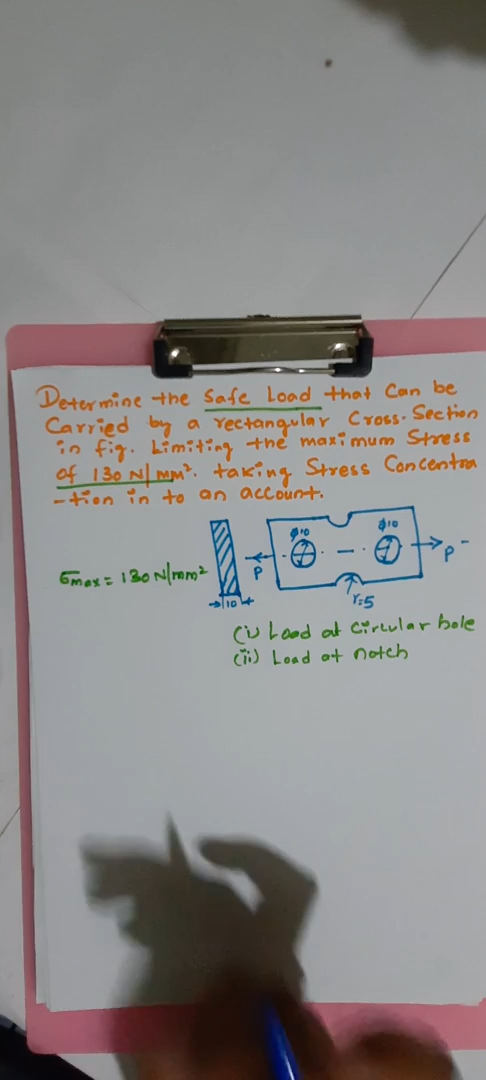 Determine the Safe Load that Can be
Carried by a rectangular Cross-Section
in fig. Limiting the maximum Stress
of 130 N/mm². taking Stress Concentra
-tion in to an account.
σmax = 130 N/mm²
10
P
φ10
φ10
P
r=5
(i) Load at Circular hole
(ii) Load at notch